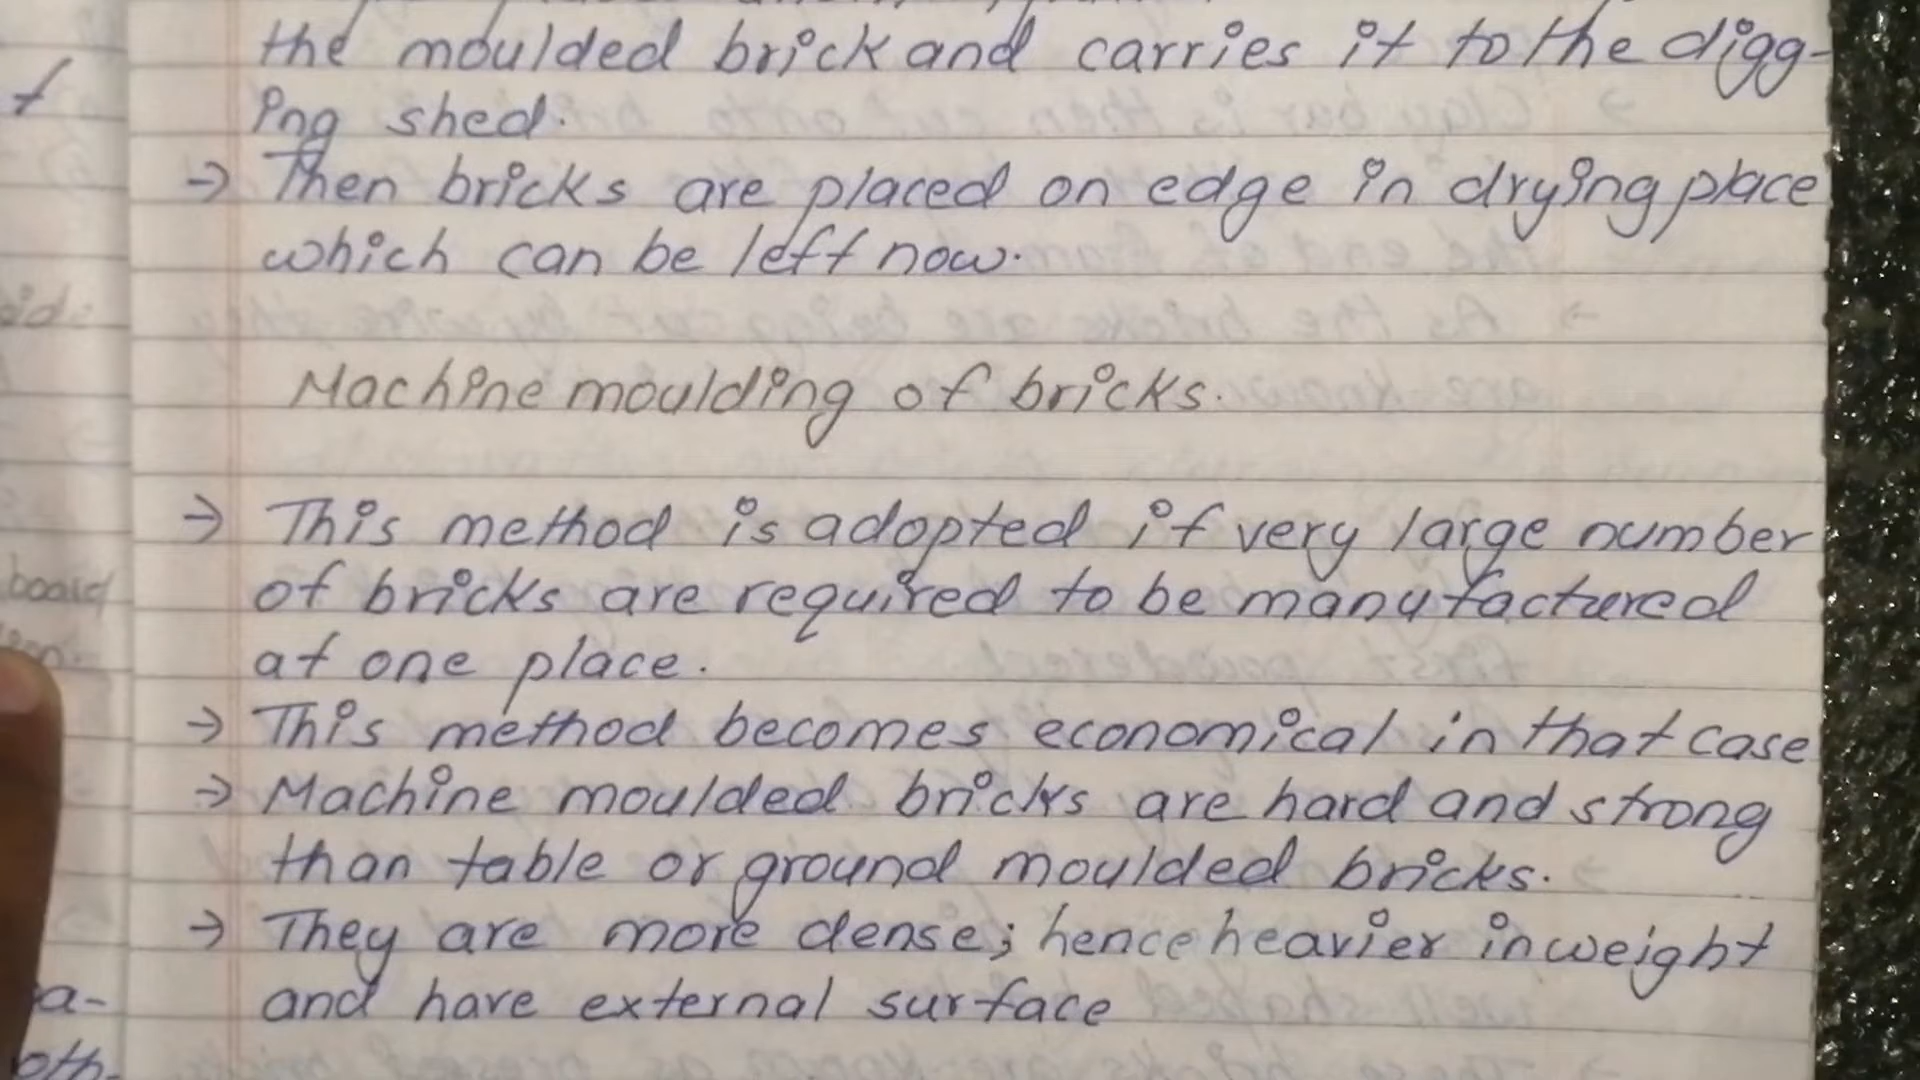 the moulded brick and carries it to the digg-
ing shed.
→ Then bricks are placed on edge in drying place
which can be left now.
Machine moulding of bricks.
→ This method is adopted if very large number
of bricks are required to be manufactured
at one place.
→ This method becomes economical in that case
→ Machine moulded bricks are hard and strong
than table or ground moulded bricks.
→ They are more dense; hence heavier in weight
and have external surface
board